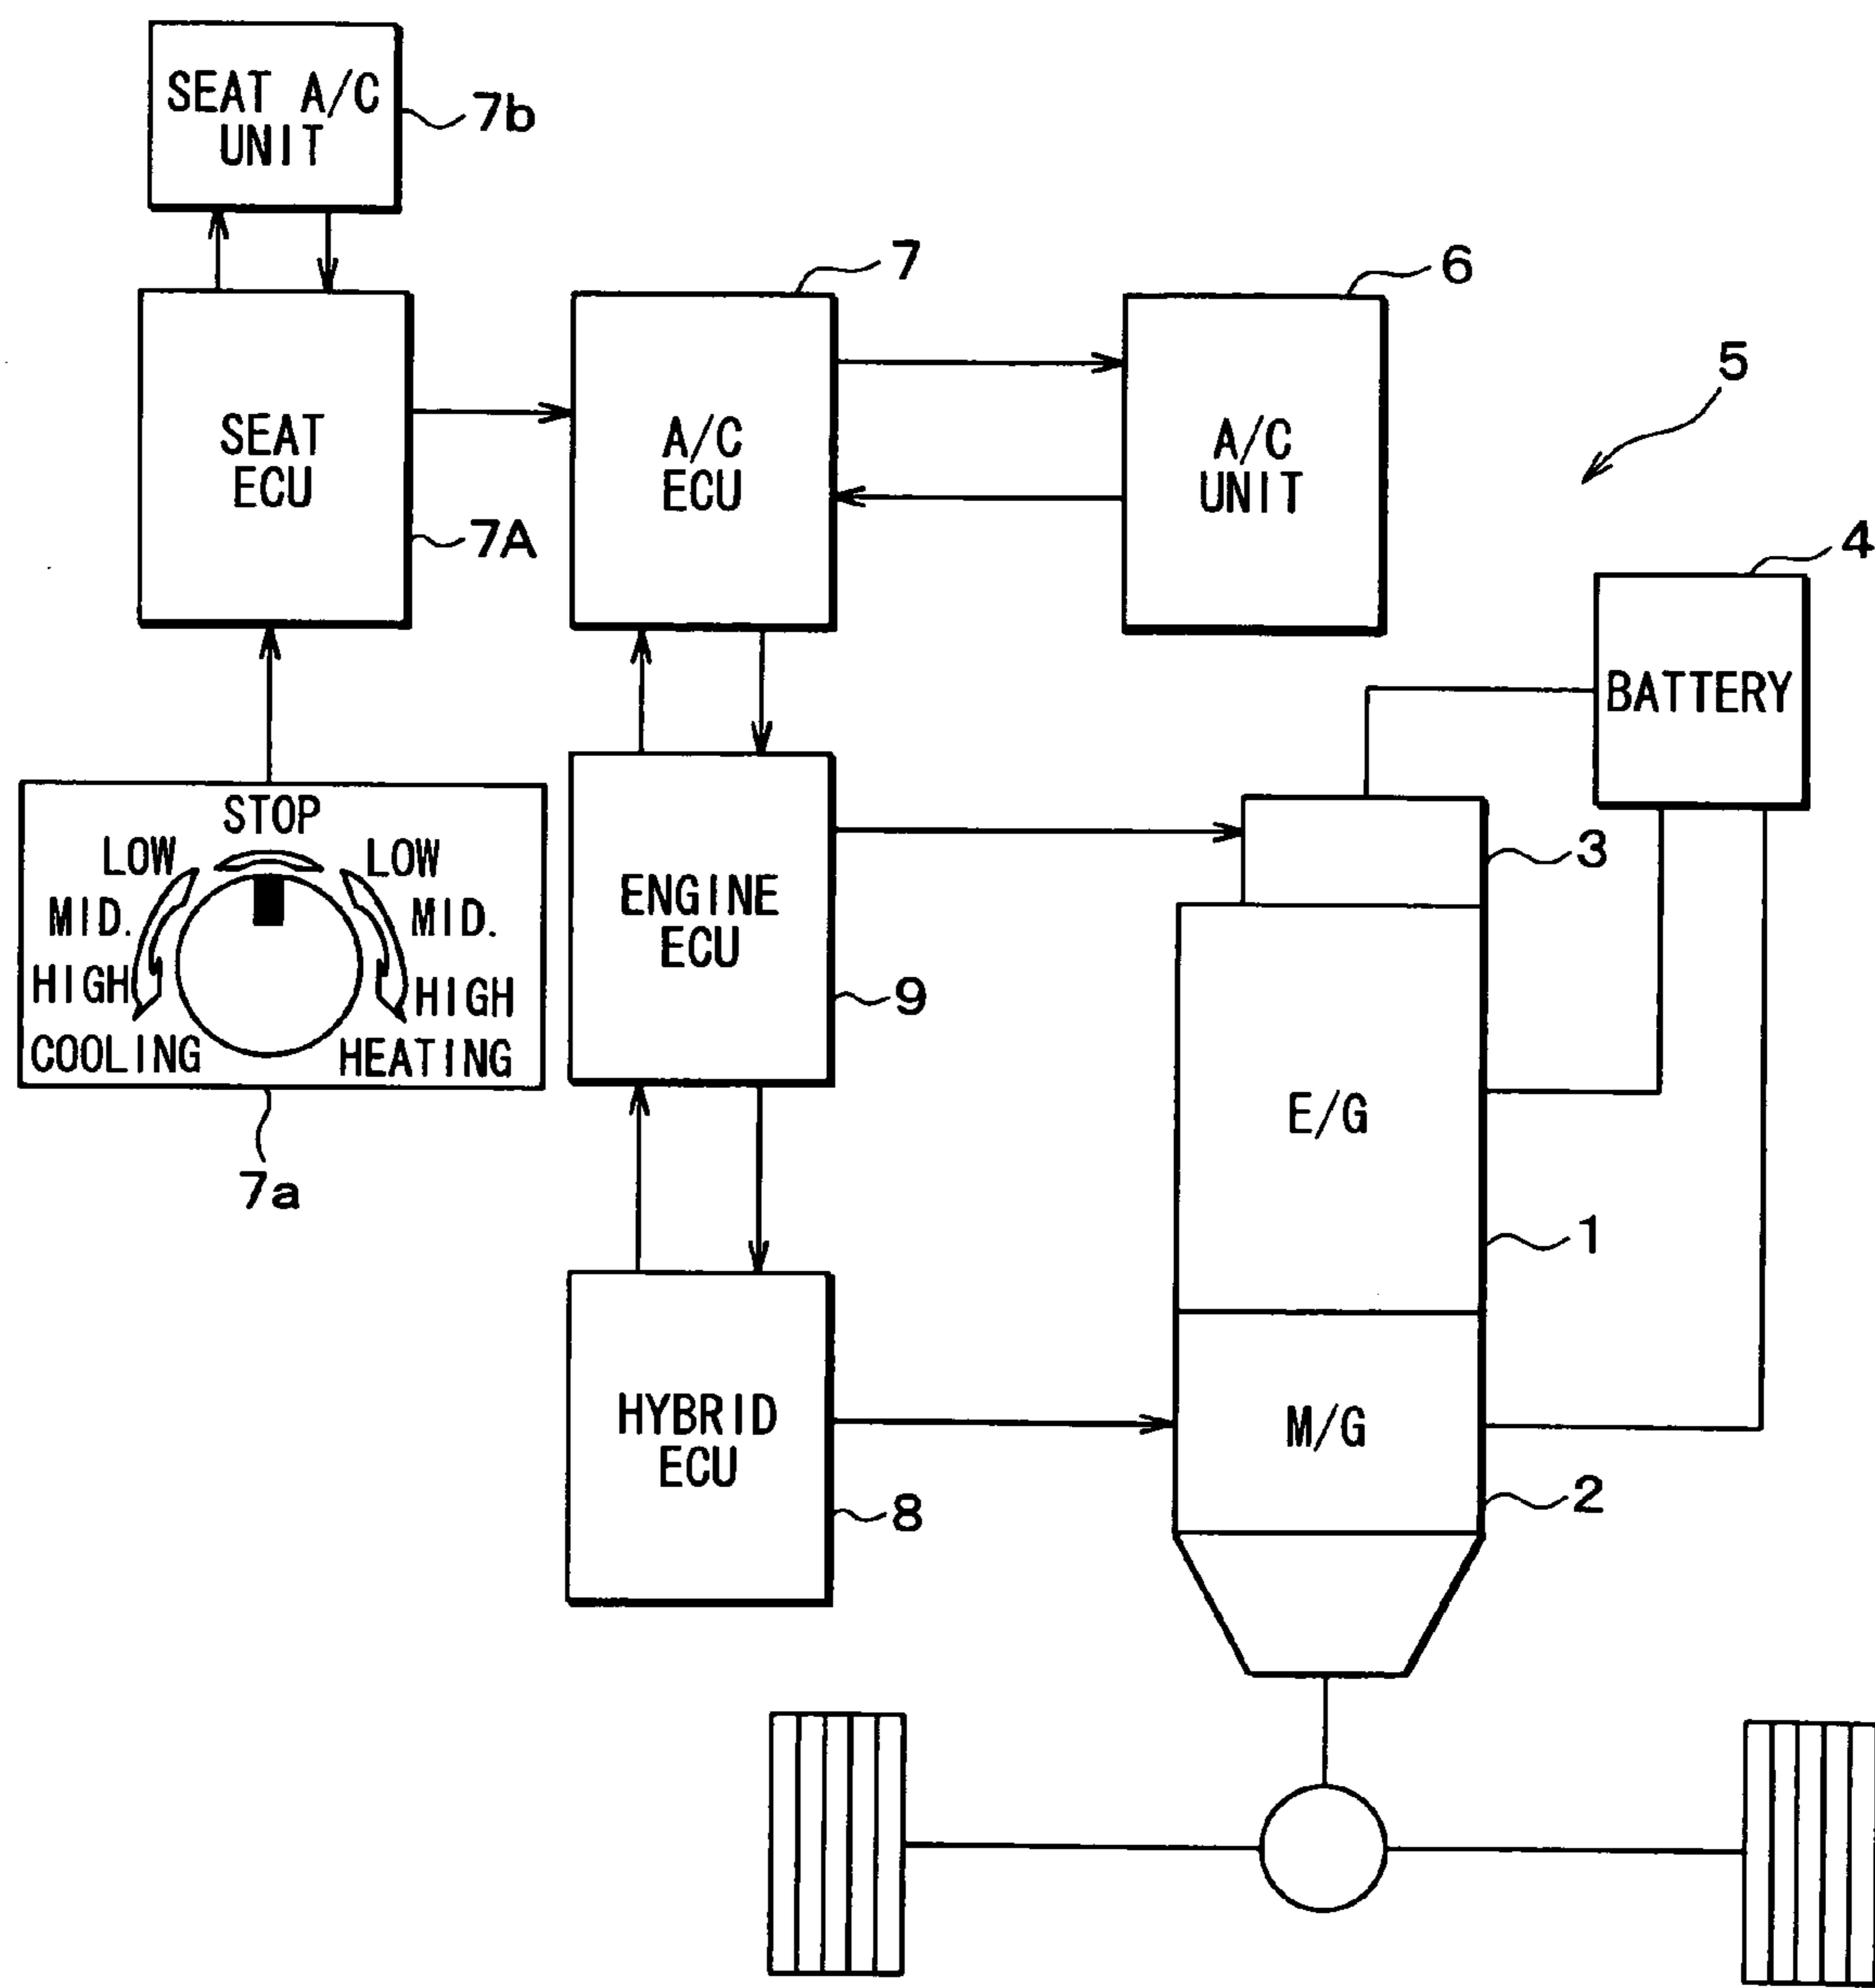 SEAT A/C
UNIT
7b
7
6
5
SEAT
ECU
7A
A/C
ECU
A/C
UNIT
4
BATTERY
STOP
LOW
LOW
MID.
MID.
HIGH
HIGH
COOLING
HEATING
7a
ENGINE
ECU
9
3
E/G
1
HYBRID
ECU
8
M/G
2